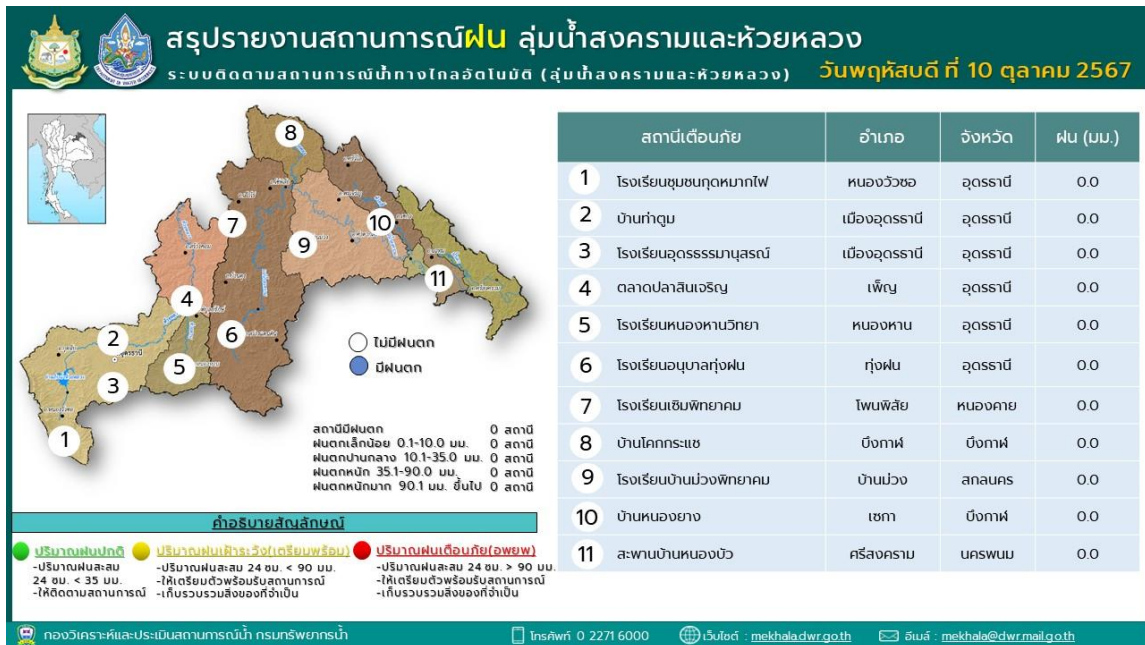 สรุปรายงานสถานการณ์ฝน ลุ่มน้ำสงครามและห้วยหลวง
ระบบติดตามสถานการณ์น้ำทางไกลอัตโนมัติ (ลุ่มน้ำสงครามและห้วยหลวง)
วันพฤหัสบดี ที่ 10 ตุลาคม 2567
8
7
10
9
11
4
6
2
5
3
1
ไม่มีฝนตก
มีฝนตก
สถานีมีฝนตก 0 สถานี
ฝนตกเล็กน้อย 0.1-10.0 มม. 0 สถานี
ฝนตกปานกลาง 10.1-35.0 มม. 0 สถานี
ฝนตกหนัก 35.1-90.0 มม. 0 สถานี
ฝนตกหนักมาก 90.1 มม. ขึ้นไป 0 สถานี
สถานีเตือนภัย อำเภอ จังหวัด ฝน (มม.)
1 โรงเรียนชุมชนกุดหมากไฟ หนองวัวซอ อุดรธานี 0.0
2 บ้านท่าตูม เมืองอุดรธานี อุดรธานี 0.0
3 โรงเรียนอุดรธรรมานุสรณ์ เมืองอุดรธานี อุดรธานี 0.0
4 ตลาดปลาสินเจริญ เพ็ญ อุดรธานี 0.0
5 โรงเรียนหนองหานวิทยา หนองหาน อุดรธานี 0.0
6 โรงเรียนอนุบาลทุ่งฝน ทุ่งฝน อุดรธานี 0.0
7 โรงเรียนเซิมพิทยาคม โพนพิสัย หนองคาย 0.0
8 บ้านโคกกระแซ บึงกาฬ บึงกาฬ 0.0
9 โรงเรียนบ้านม่วงพิทยาคม บ้านม่วง สกลนคร 0.0
10 บ้านหนองยาง เซกา บึงกาฬ 0.0
11 สะพานบ้านหนองบัว ศรีสงคราม นครพนม 0.0
คำอธิบายสัญลักษณ์
ปริมาณฝนปกติ
-ปริมาณฝนสะสม
24 ชม. < 35 มม.
-ให้ติดตามสถานการณ์
ปริมาณฝนเฝ้าระวัง(เตรียมพร้อม)
-ปริมาณฝนสะสม 24 ชม. < 90 มม.
-ให้เตรียมตัวพร้อมรับสถานการณ์
-เก็บรวบรวมสิ่งของที่จำเป็น
ปริมาณฝนเตือนภัย(อพยพ)
-ปริมาณฝนสะสม 24 ชม. > 90 มม.
-ให้เตรียมตัวพร้อมรับสถานการณ์
-เก็บรวบรวมสิ่งของที่จำเป็น
กองวิเคราะห์และประเมินสถานการณ์น้ำ กรมทรัพยากรน้ำ
โทรศัพท์ 0 2271 6000
เว็บไซต์ : mekhala.dwr.go.th
อีเมล์ : mekhala@dwr.mail.go.th